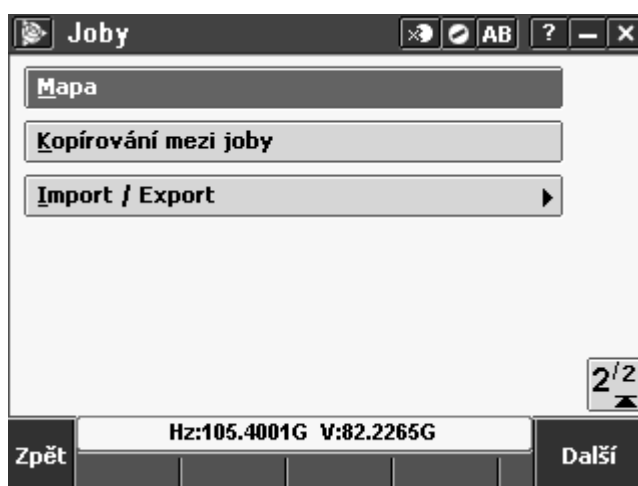 Joby AB ? – ×
Mapa
Kopírování mezi joby
Import / Export
2/2
Hz:105.4001G V:82.2265G
Zpět Další